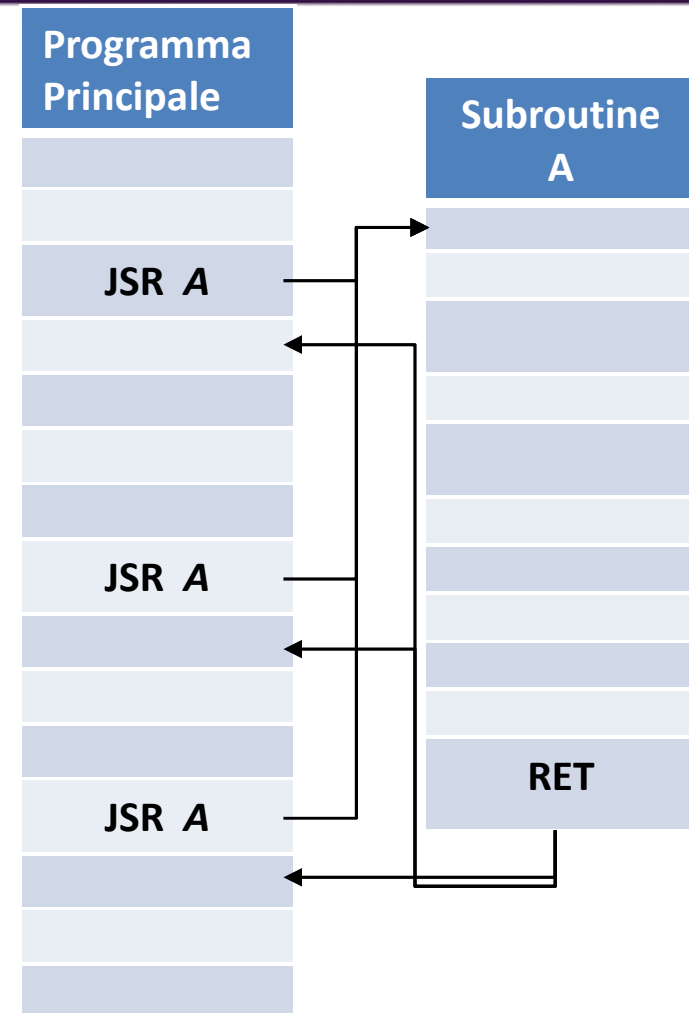 Programma
Principale
Subroutine
A
JSR A
JSR A
JSR A
RET